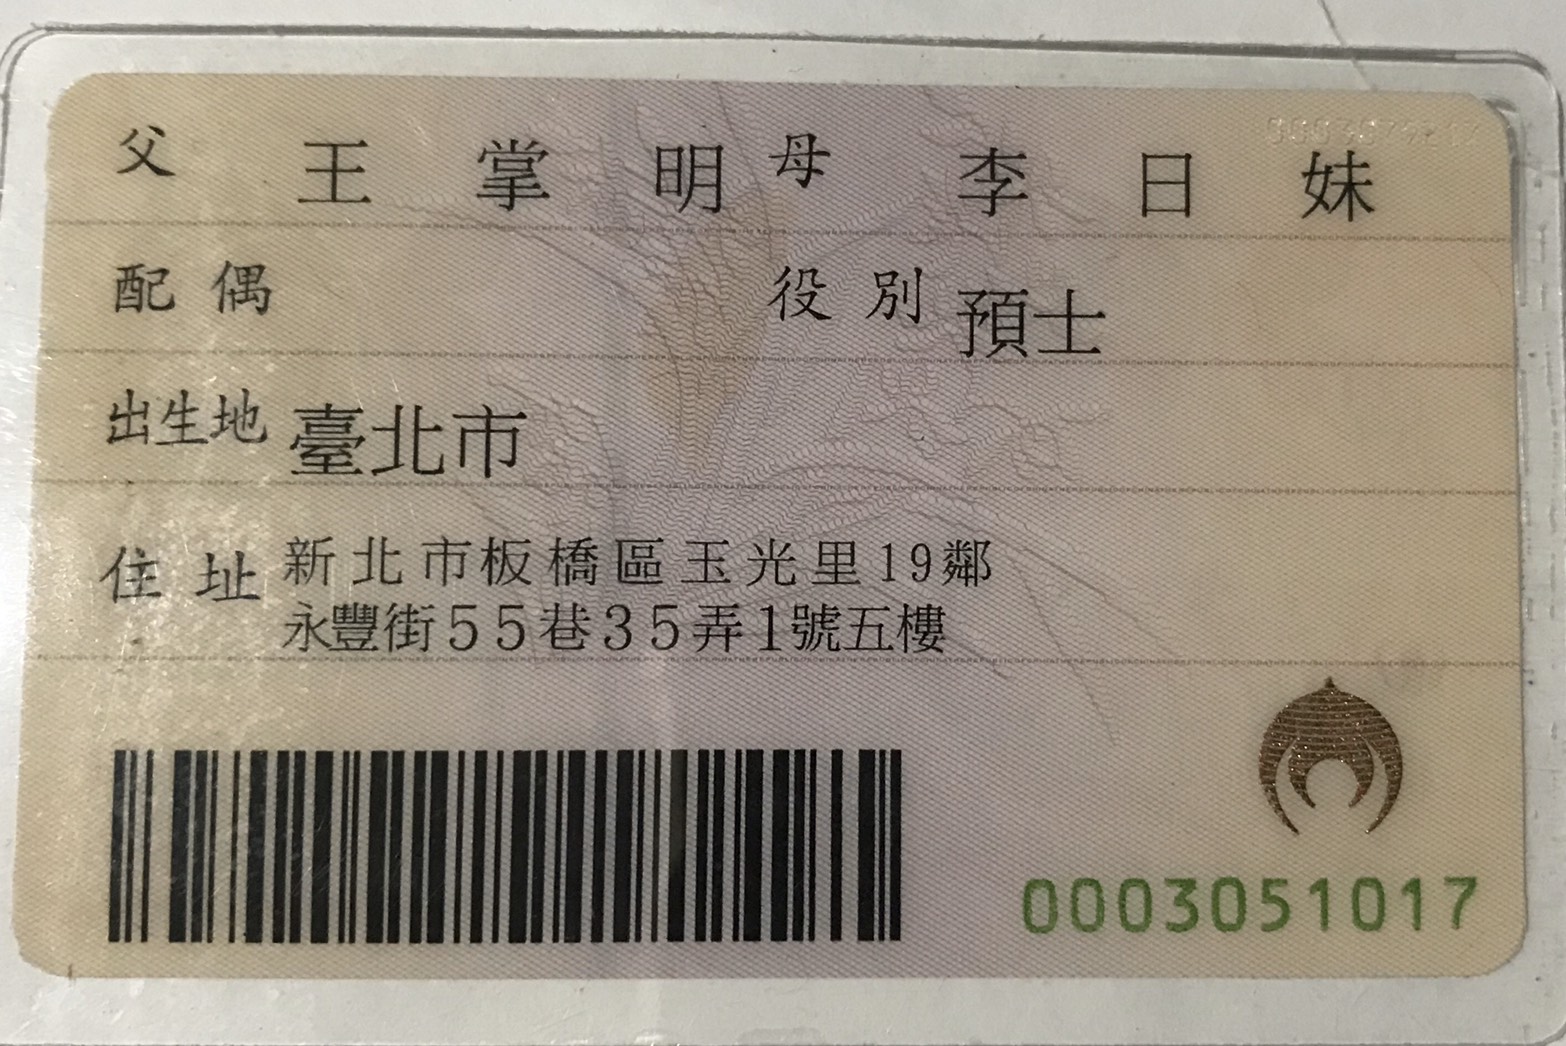 父 王掌明 母 李日妹
配偶 役別 預士
出生地 臺北市
住址 新北市板橋區玉光里19鄰
永豐街55巷35弄1號五樓
0003051017